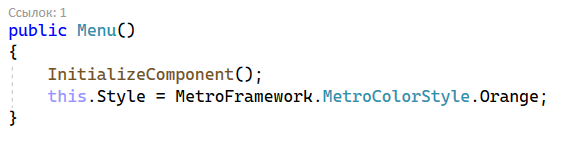 Ссылок: 1
public Menu()
{
    InitializeComponent();
    this.Style = MetroFramework.MetroColorStyle.Orange;
}